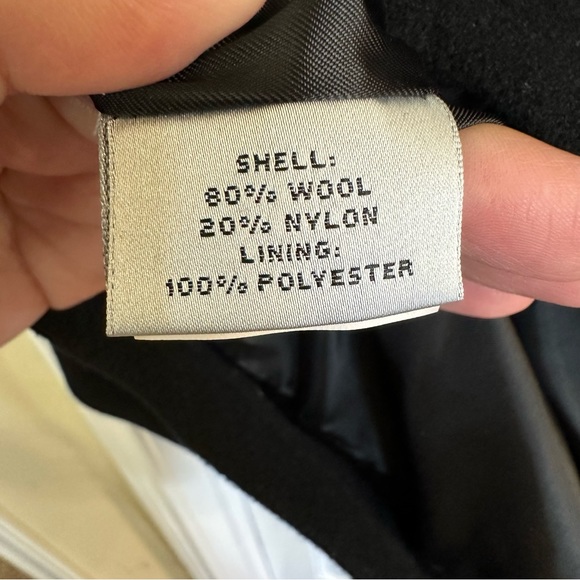 SHELL:
80% WOOL
20% NYLON
LINING:
100% POLYESTER